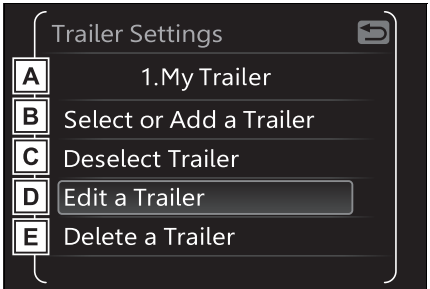 Trailer Settings
A 1.My Trailer
B Select or Add a Trailer
C Deselect Trailer
D Edit a Trailer
E Delete a Trailer